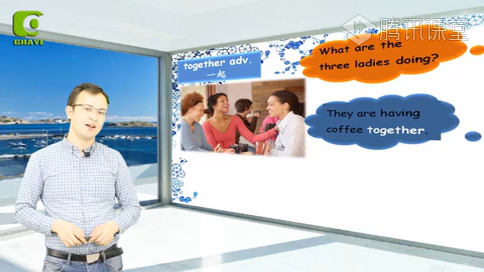 GHAYL
腾讯课堂
together adv.
一起
What are the
three ladies doing?
They are having
coffee together.